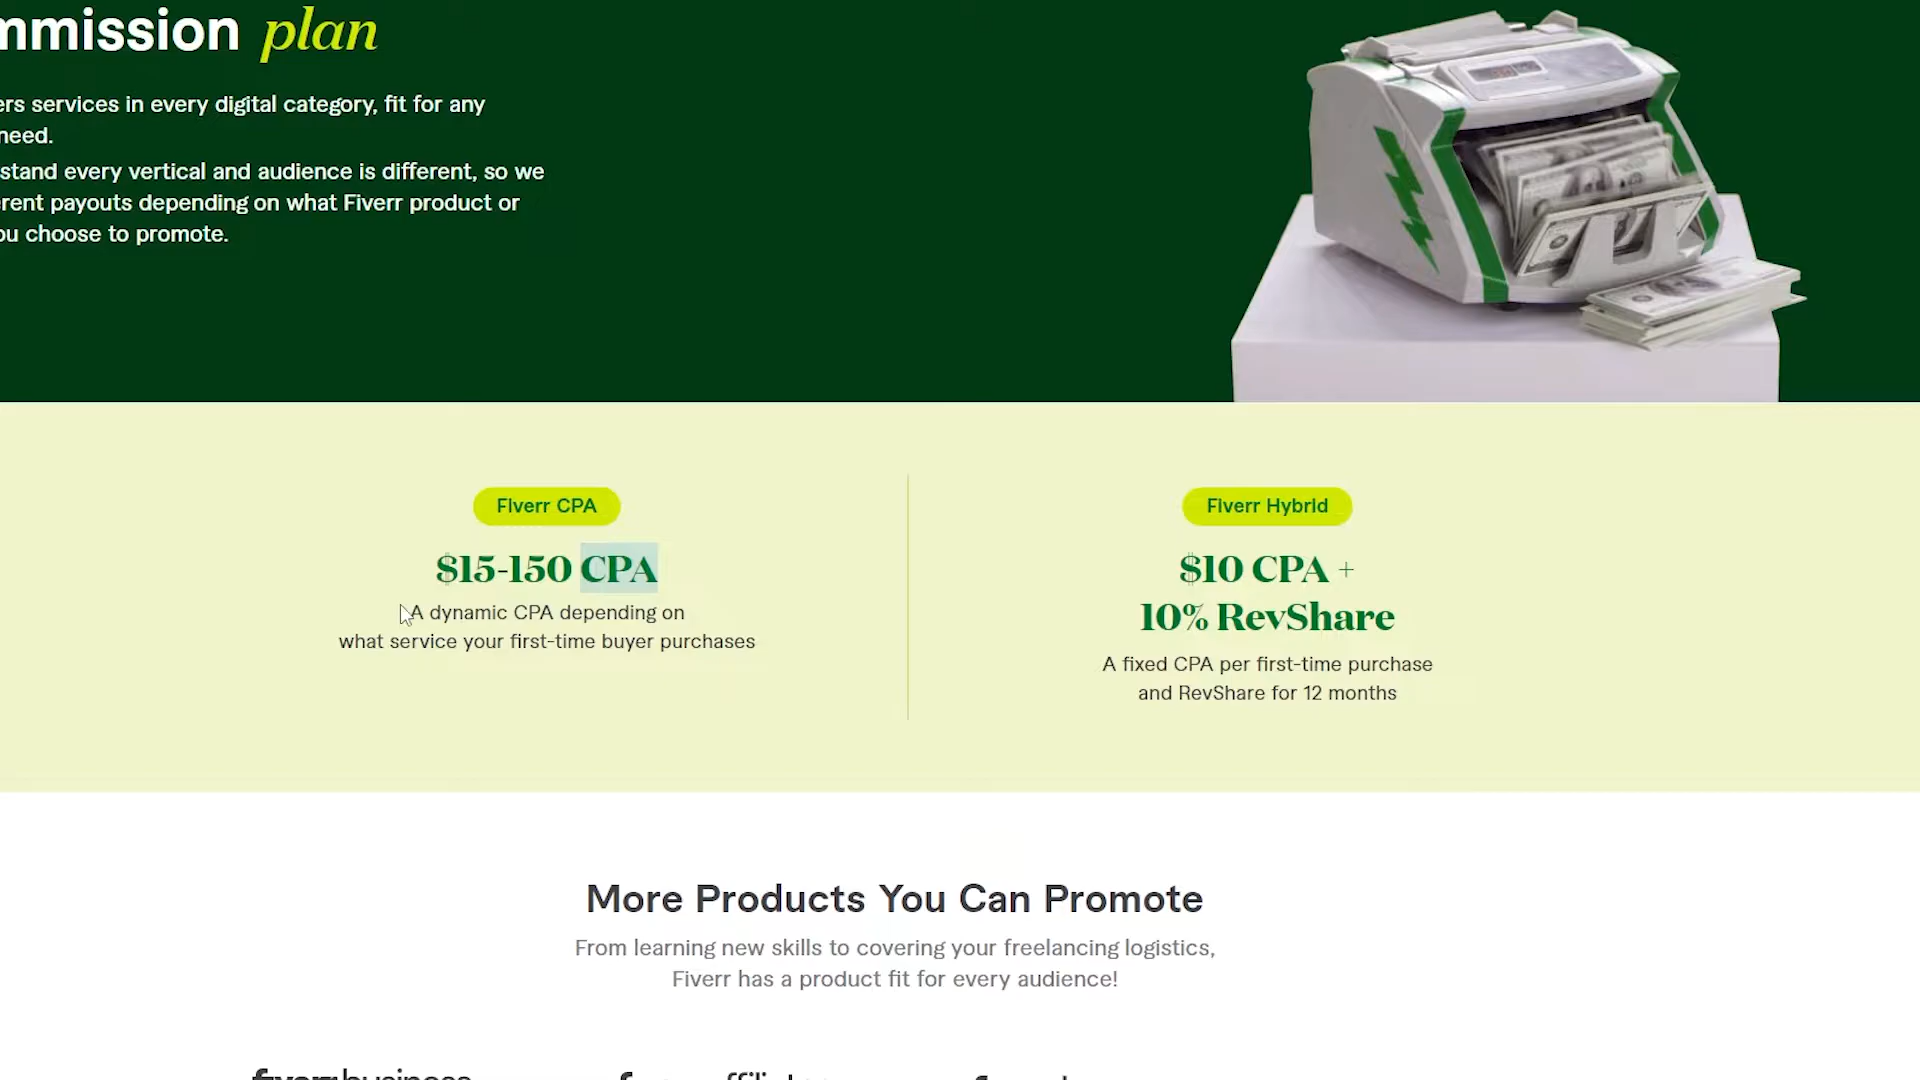 mmission plan
ers services in every digital category, fit for any
need.
stand every vertical and audience is different, so we
erent payouts depending on what Fiverr product or
ou choose to promote.
Fiverr CPA
$15-150 CPA
A dynamic CPA depending on
what service your first-time buyer purchases
Fiverr Hybrid
$10 CPA +
10% RevShare
A fixed CPA per first-time purchase
and RevShare for 12 months
More Products You Can Promote
From learning new skills to covering your freelancing logistics,
Fiverr has a product fit for every audience!
fiverr business